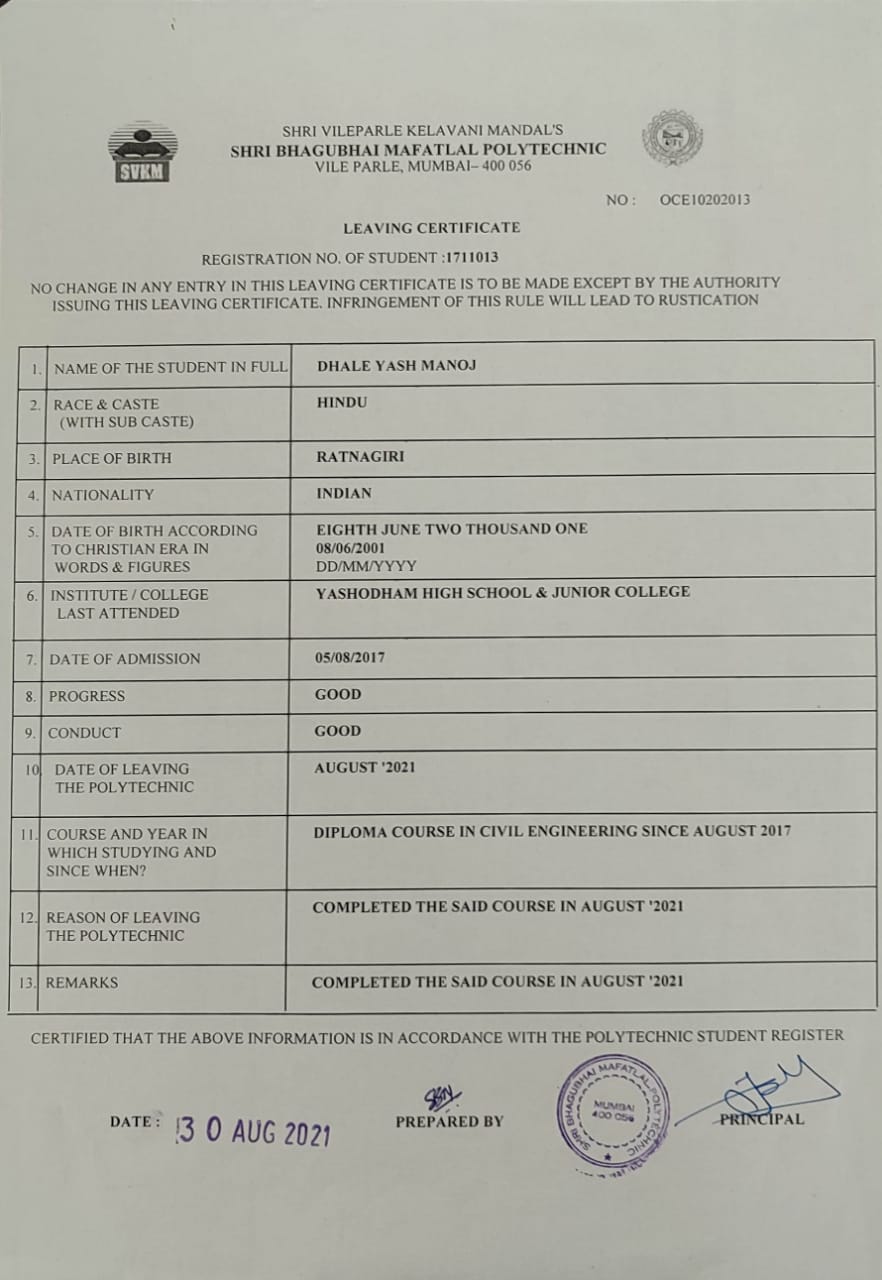 SVKM
SHRI VILEPARLE KELAVANI MANDAL'S
SHRI BHAGUBHAI MAFATLAL POLYTECHNIC
VILE PARLE, MUMBAI– 400 056
NO : OCE10202013
LEAVING CERTIFICATE
REGISTRATION NO. OF STUDENT :1711013
NO CHANGE IN ANY ENTRY IN THIS LEAVING CERTIFICATE IS TO BE MADE EXCEPT BY THE AUTHORITY
ISSUING THIS LEAVING CERTIFICATE. INFRINGEMENT OF THIS RULE WILL LEAD TO RUSTICATION
1. NAME OF THE STUDENT IN FULL DHALE YASH MANOJ
2. RACE & CASTE HINDU
(WITH SUB CASTE)
3. PLACE OF BIRTH RATNAGIRI
4. NATIONALITY INDIAN
5. DATE OF BIRTH ACCORDING EIGHTH JUNE TWO THOUSAND ONE
TO CHRISTIAN ERA IN 08/06/2001
WORDS & FIGURES DD/MM/YYYY
6. INSTITUTE / COLLEGE YASHODHAM HIGH SCHOOL & JUNIOR COLLEGE
LAST ATTENDED
7. DATE OF ADMISSION 05/08/2017
8. PROGRESS GOOD
9. CONDUCT GOOD
10. DATE OF LEAVING AUGUST '2021
THE POLYTECHNIC
11. COURSE AND YEAR IN DIPLOMA COURSE IN CIVIL ENGINEERING SINCE AUGUST 2017
WHICH STUDYING AND
SINCE WHEN?
12. REASON OF LEAVING COMPLETED THE SAID COURSE IN AUGUST '2021
THE POLYTECHNIC
13. REMARKS COMPLETED THE SAID COURSE IN AUGUST '2021
CERTIFIED THAT THE ABOVE INFORMATION IS IN ACCORDANCE WITH THE POLYTECHNIC STUDENT REGISTER
DATE : 30 AUG 2021
PREPARED BY
SHRI BHAGUBHAI MAFATLAL POLYTECHNIC
MUMBAI
400 056
PRINCIPAL